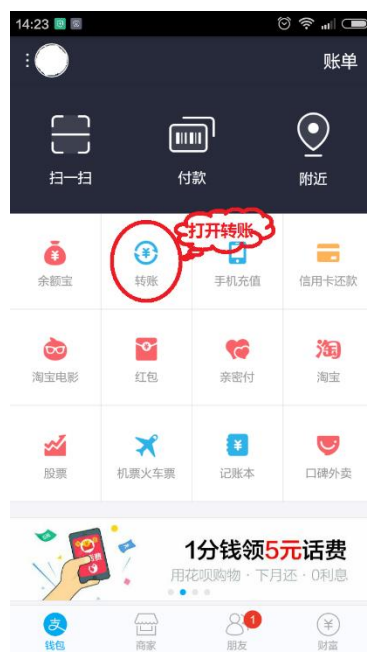 14:23
账单
扫一扫
付款
附近
打开转账
余额宝
转账
手机充值
信用卡还款
淘宝电影
红包
亲密付
淘宝
股票
机票火车票
记账本
口碑外卖
1分钱领5元话费
用花呗购物·下月还·0利息
1
钱包
商家
朋友
财富